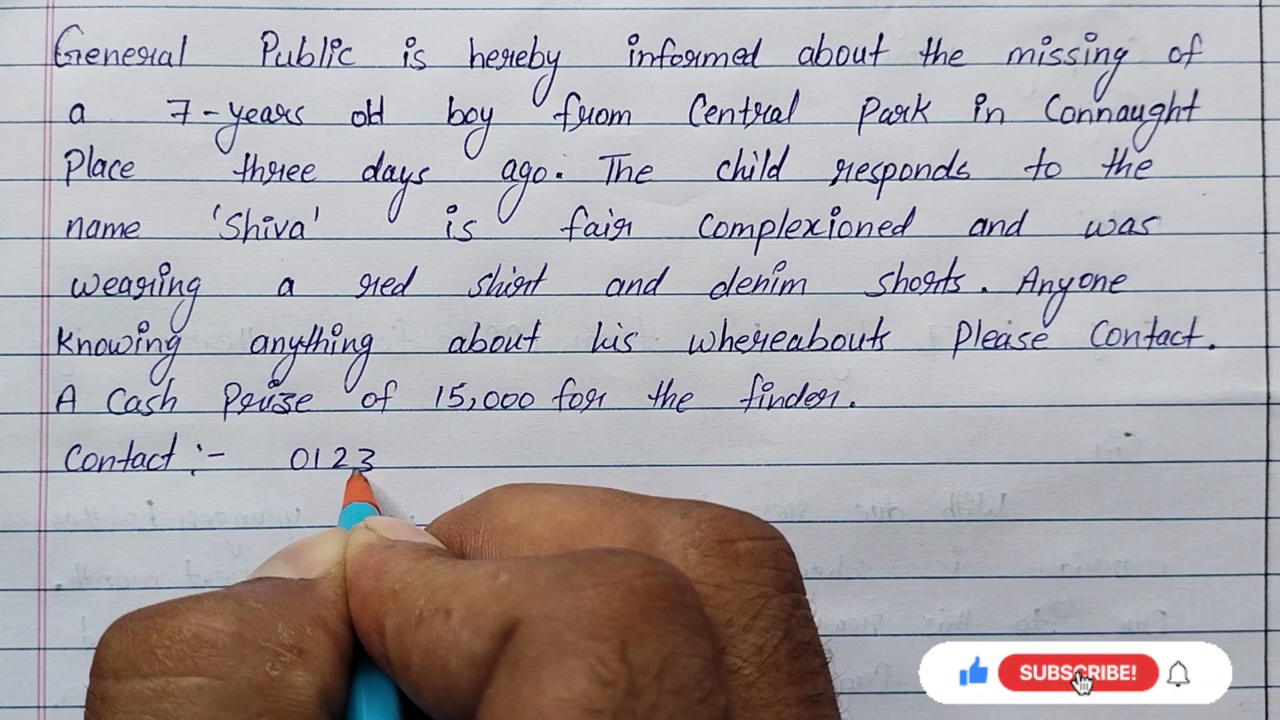 General Public is hereby informed about the missing of
a 7-years old boy from Central Park in Connaught
Place three days ago. The child responds to the
name 'Shiva' is fair Complexioned and was
wearing a red shirt and denim shorts. Anyone
Knowing anything about his whereabouts Please Contact.
A Cash Prize of 15,000 for the finder.
Contact :- 0123
SUBSCRIBE!